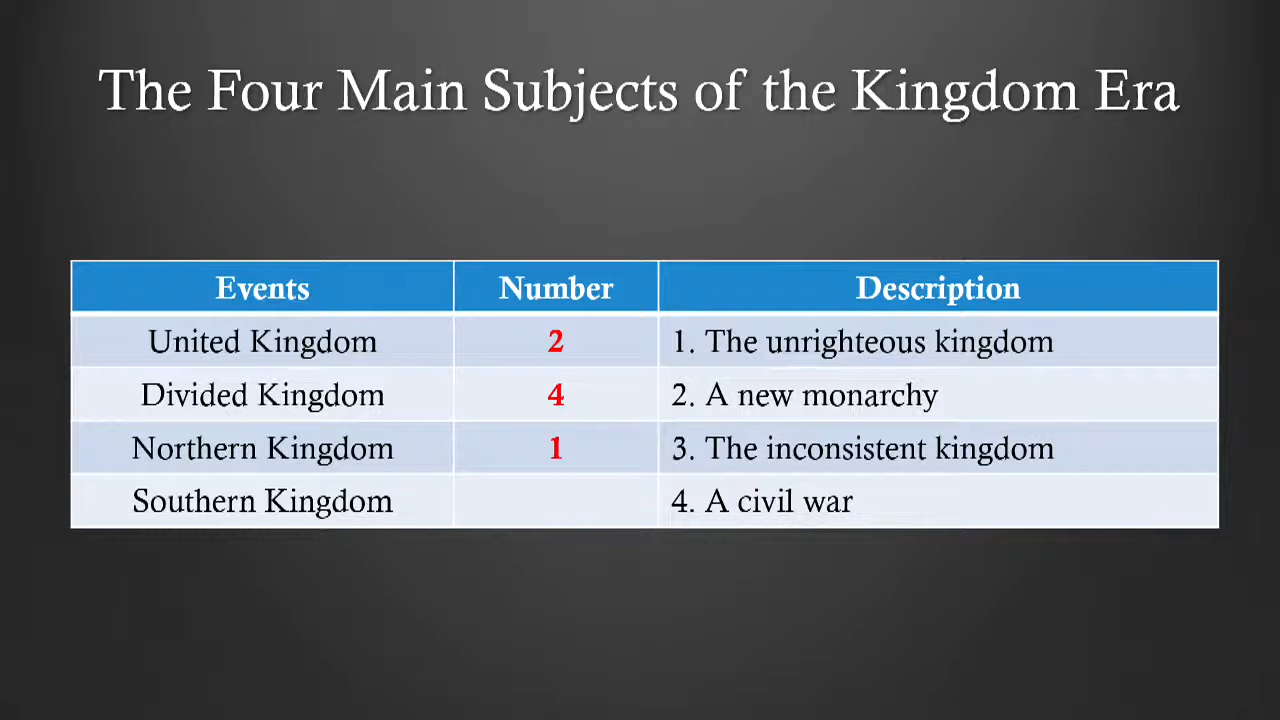 The Four Main Subjects of the Kingdom Era
Events Number Description
United Kingdom 2 1. The unrighteous kingdom
Divided Kingdom 4 2. A new monarchy
Northern Kingdom 1 3. The inconsistent kingdom
Southern Kingdom 4. A civil war